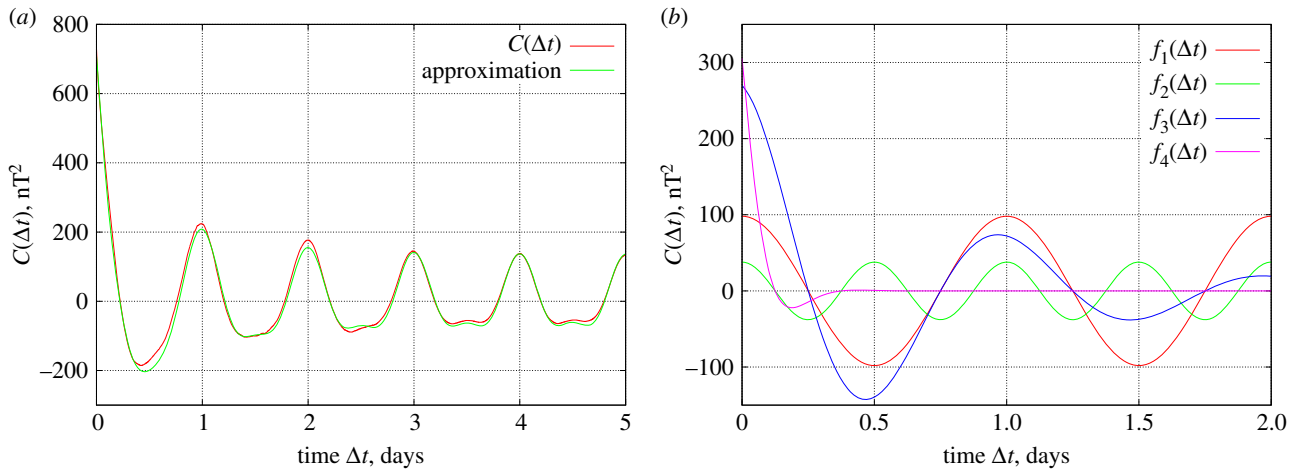 (a)
800
600
400
200
0
−200
C(Δt), nT²
0 1 2 3 4 5
time Δt, days
C(Δt)
approximation
(b)
300
200
100
0
−100
C(Δt), nT²
0 0.5 1.0 1.5 2.0
time Δt, days
f₁(Δt)
f₂(Δt)
f₃(Δt)
f₄(Δt)